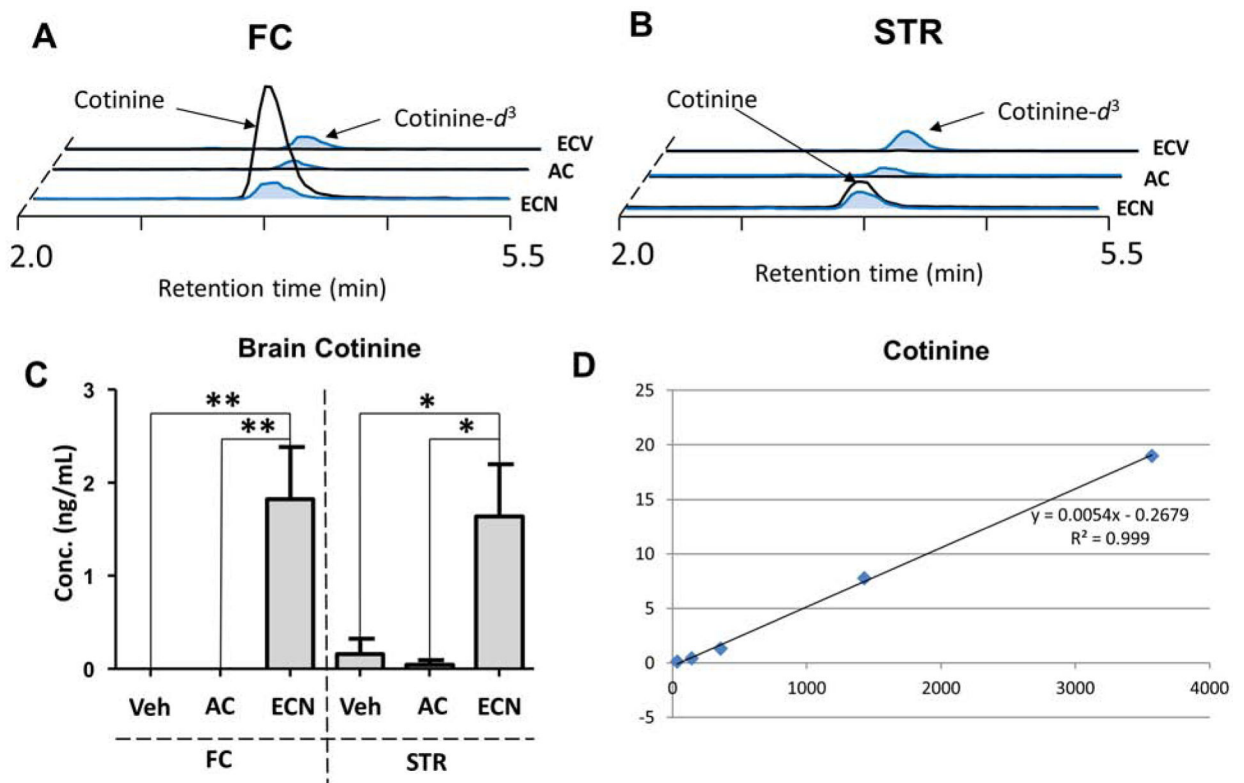 A
FC
Cotinine
Cotinine-d³
ECV
AC
ECN
2.0
5.5
Retention time (min)
B
STR
Cotinine
Cotinine-d³
ECV
AC
ECN
2.0
5.5
Retention time (min)
C
Brain Cotinine
Conc. (ng/mL)
3
2
1
0
**
**
*
*
Veh AC ECN Veh AC ECN
FC STR
D
Cotinine
25
20
15
10
5
0
-5
y = 0.0054x - 0.2679
R² = 0.999
0 1000 2000 3000 4000